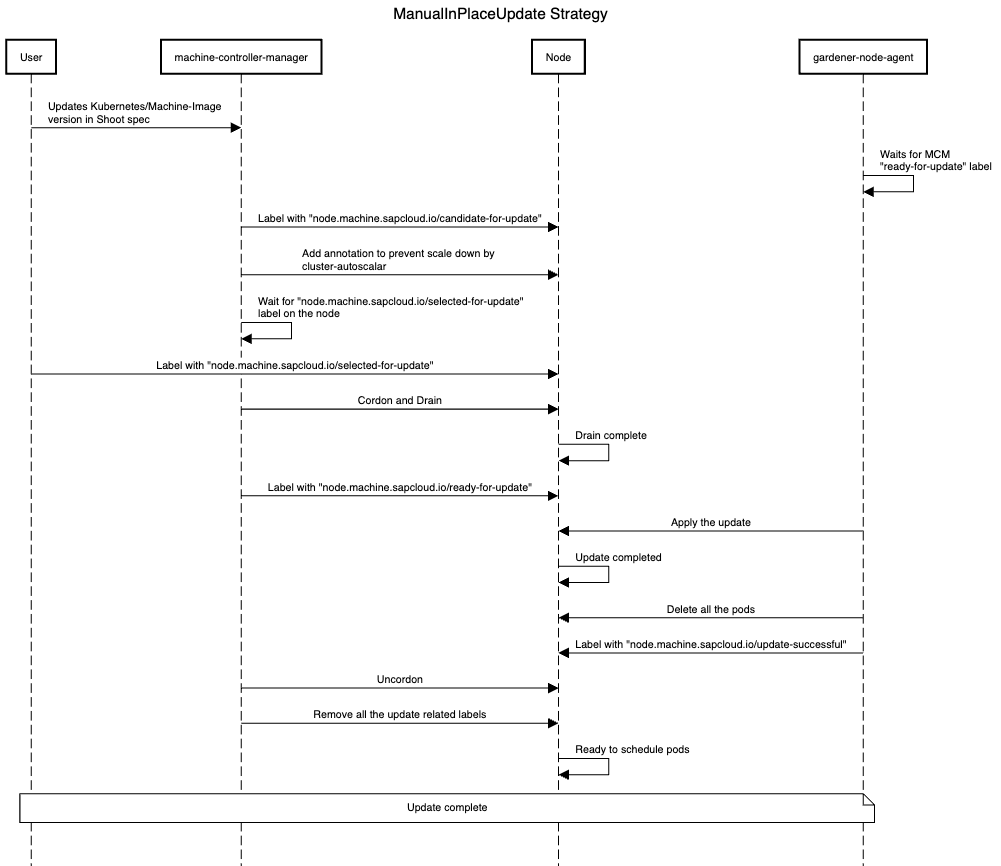 ManualInPlaceUpdate Strategy
User
machine-controller-manager
Node
gardener-node-agent
Updates Kubernetes/Machine-Image
version in Shoot spec
Waits for MCM
"ready-for-update" label
Label with "node.machine.sapcloud.io/candidate-for-update"
Add annotation to prevent scale down by
cluster-autoscalar
Wait for "node.machine.sapcloud.io/selected-for-update"
label on the node
Label with "node.machine.sapcloud.io/selected-for-update"
Cordon and Drain
Drain complete
Label with "node.machine.sapcloud.io/ready-for-update"
Apply the update
Update completed
Delete all the pods
Label with "node.machine.sapcloud.io/update-successful"
Uncordon
Remove all the update related labels
Ready to schedule pods
Update complete